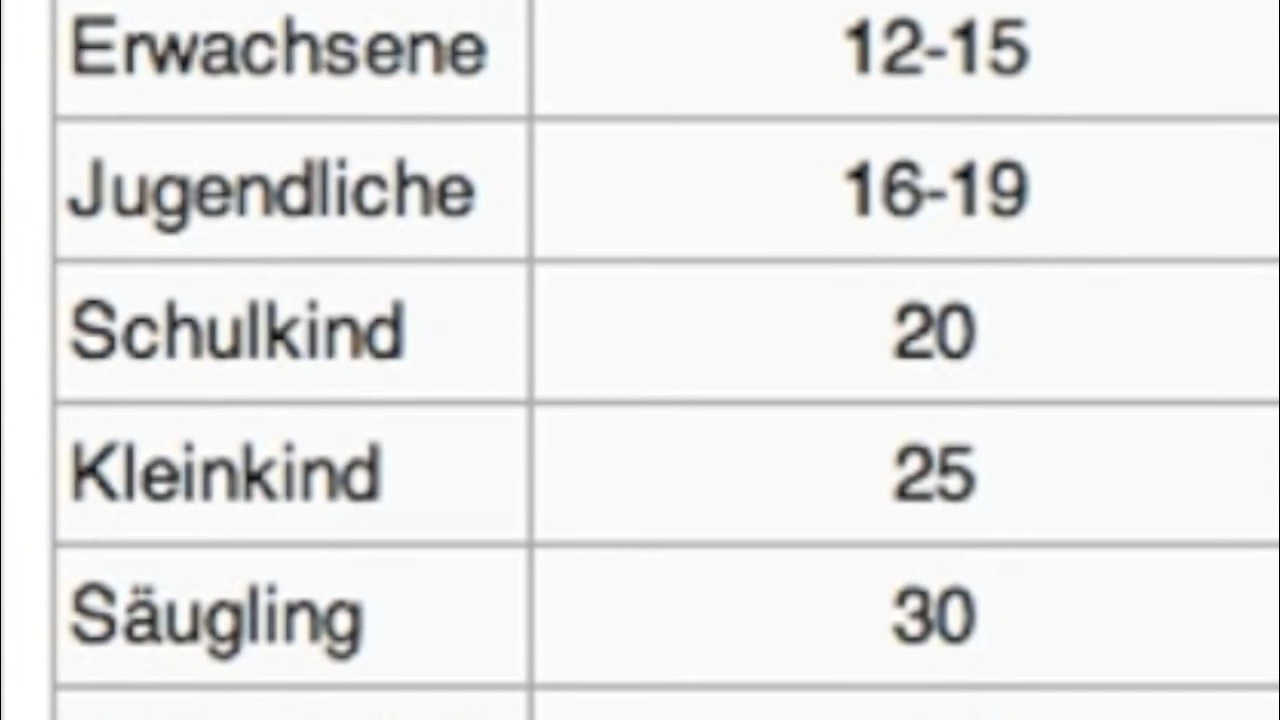 Erwachsene 12-15
Jugendliche 16-19
Schulkind 20
Kleinkind 25
Säugling 30